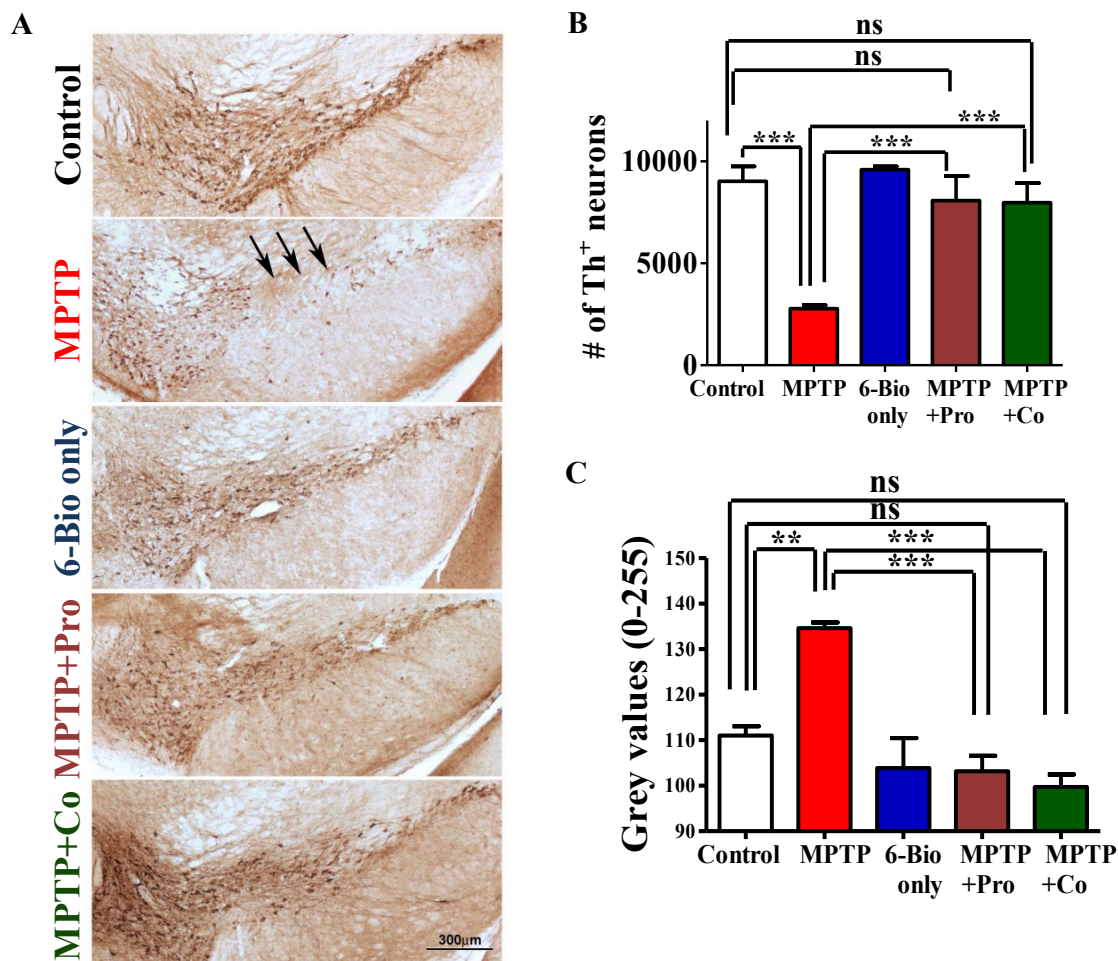 A
Control
MPTP
6-Bio only
MPTP+Pro
MPTP+Co
300μm
B
ns
ns
***
***
***
# of Th⁺ neurons
10000
5000
0
Control
MPTP
6-Bio
only
MPTP
+Pro
MPTP
+Co
C
ns
ns
**
***
***
Grey values (0-255)
150
140
130
120
110
100
90
Control
MPTP
6-Bio
only
MPTP
+Pro
MPTP
+Co